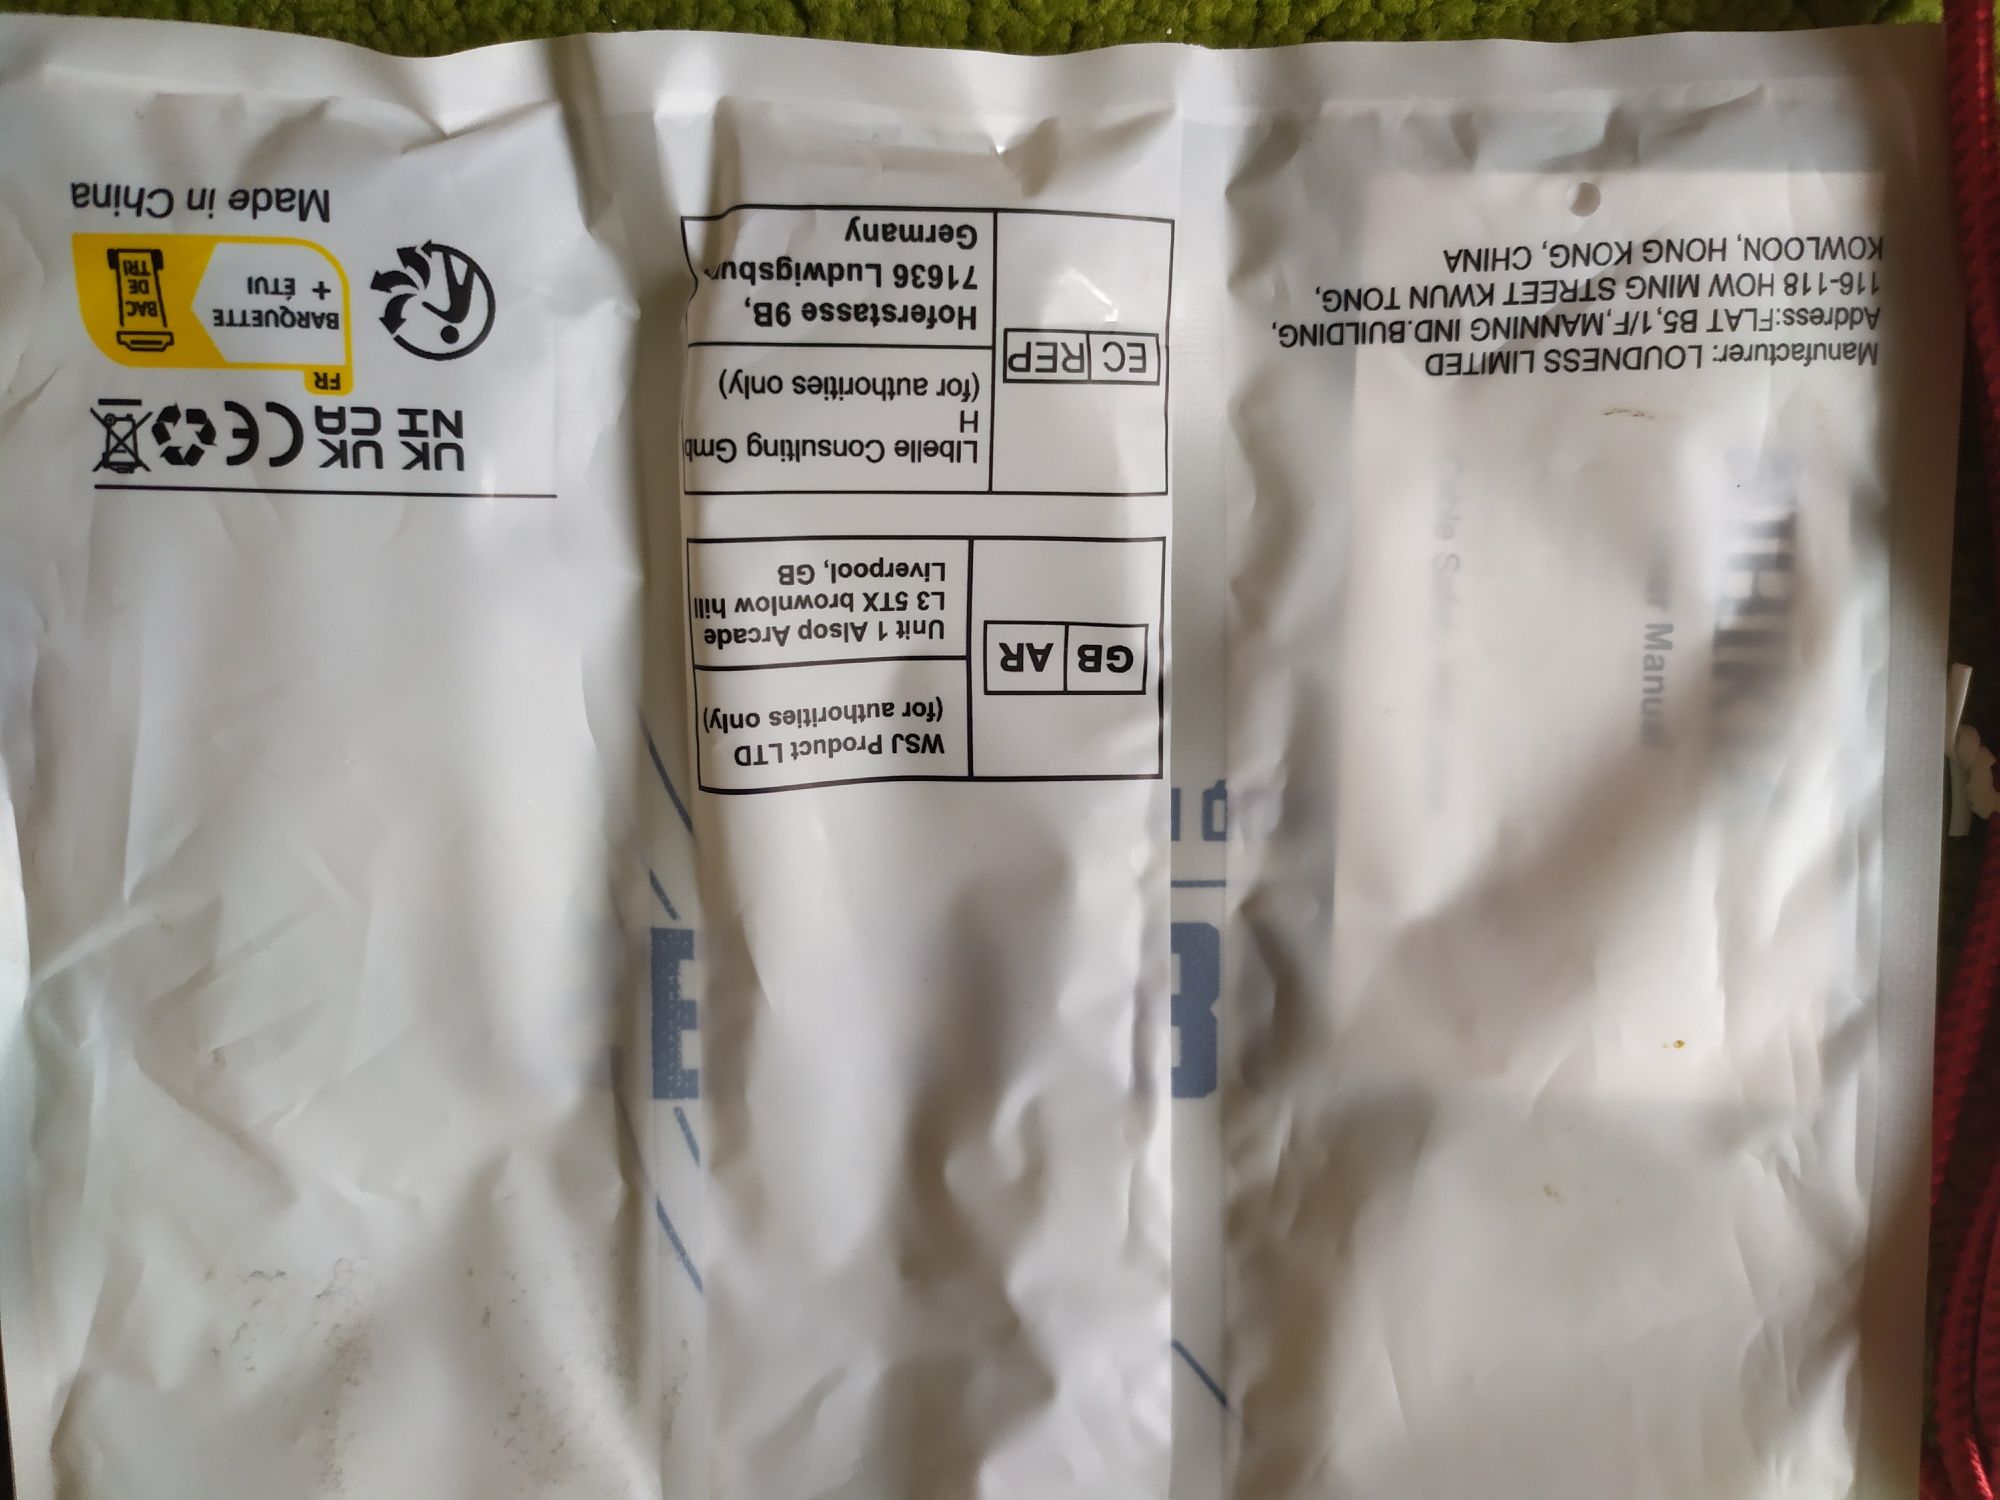 Manufacturer: LOUDNESS LIMITED
Address:FLAT B5,1/F,MANNING IND.BUILDING,
116-118 HOW MING STREET KWUN TONG,
KOWLOON, HONG KONG, CHINA
GB AR
WSJ Product LTD
(for authorities only)
Unit 1 Alsop Arcade
L3 5TX brownlow hill
Liverpool, GB
EC REP
Libelle Consulting Gmb
H
(for authorities only)
Hoferstasse 9B,
71636 Ludwigsbur
Germany
UK UK CE
NI CA
FR
BARQUETTE
+ ÉTUI
BAC
DE
TRI
Made in China